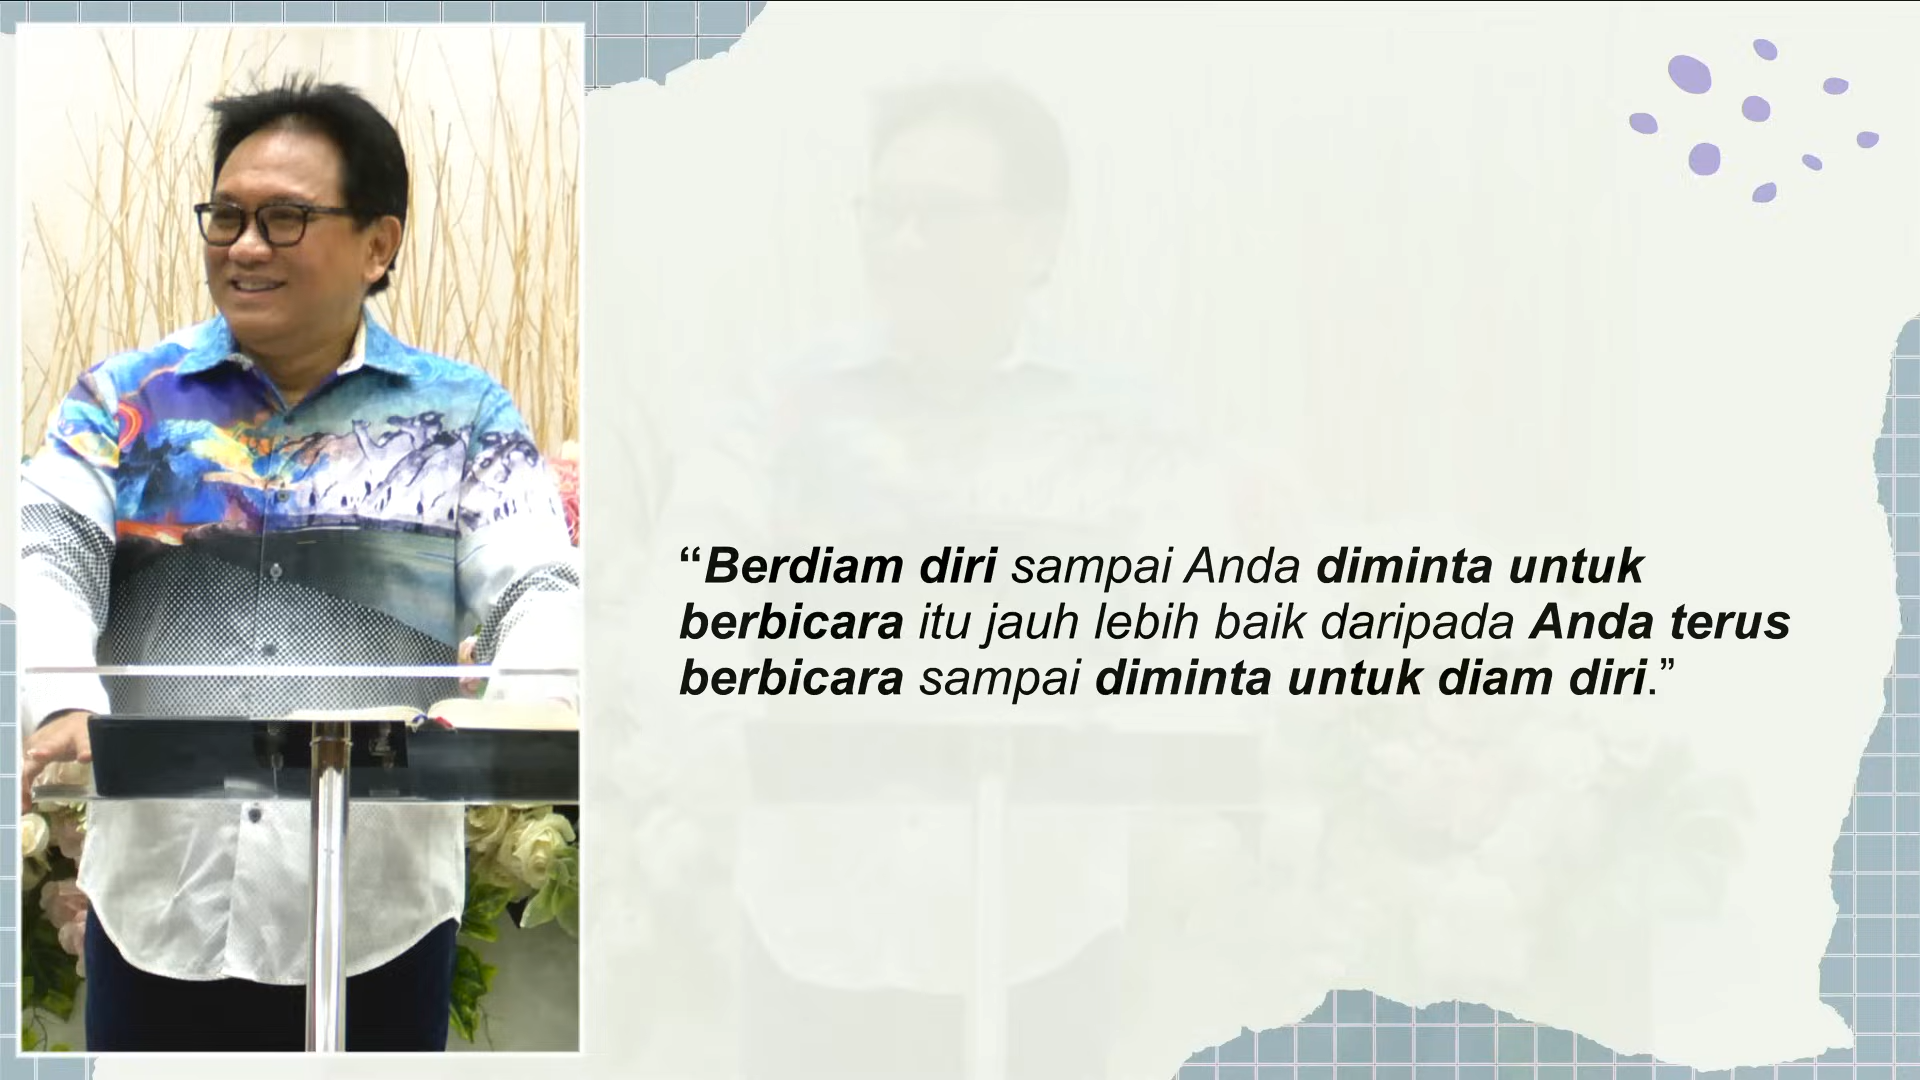 “Berdiam diri sampai Anda diminta untuk
berbicara itu jauh lebih baik daripada Anda terus
berbicara sampai diminta untuk diam diri.”